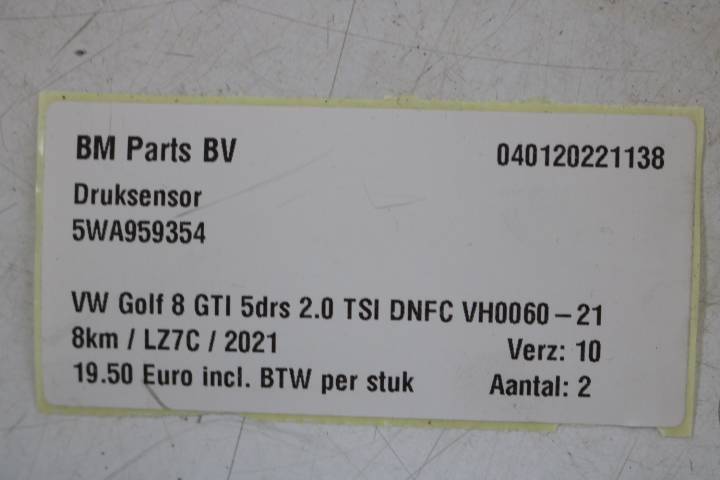 BM Parts BV 040120221138
Druksensor
5WA959354
VW Golf 8 GTI 5drs 2.0 TSI DNFC VH0060-21
8km / LZ7C / 2021 Verz: 10
19.50 Euro incl. BTW per stuk Aantal: 2